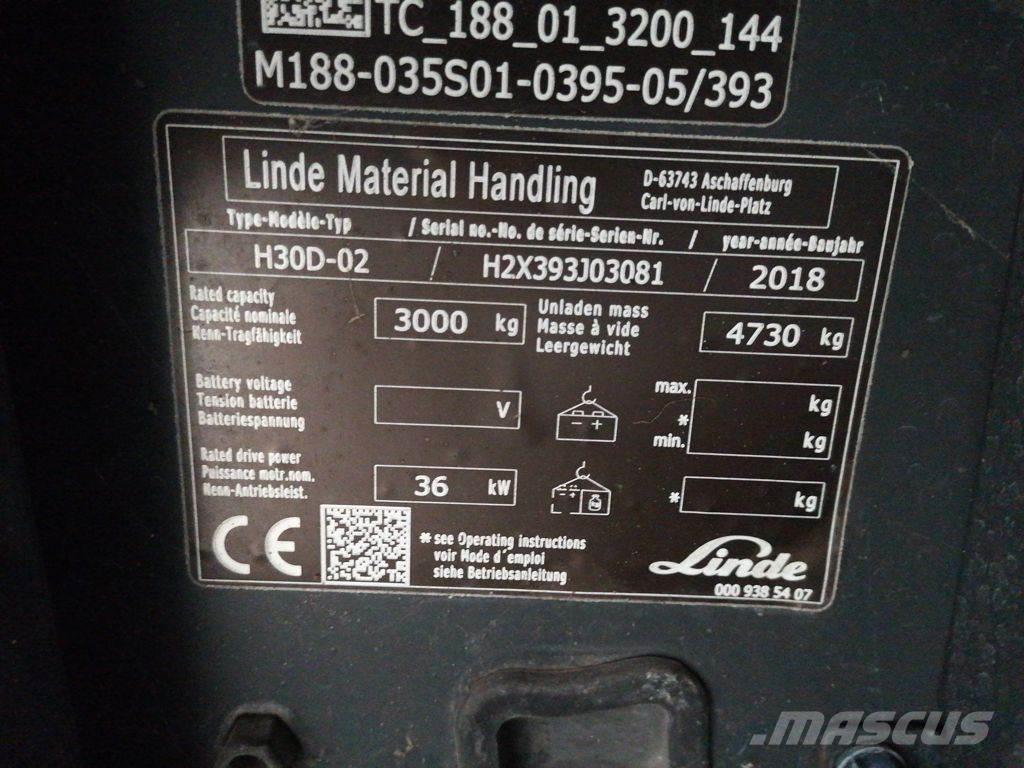 TC_188_01_3200_144
M188-035S01-0395-05/393
Linde Material Handling
D-63743 Aschaffenburg
Carl-von-Linde-Platz
Type-Modèle-Typ / Serial no.-No. de série-Serien-Nr. / year-année-Baujahr
H30D-02 / H2X393J03081 / 2018
Rated capacity
Capacité nominale
Nenn-Tragfähigkeit
3000 kg
Unladen mass
Masse à vide
Leergewicht
4730 kg
Battery voltage
Tension batterie
Batteriespannung
V
- +
max.
*
min.
kg
kg
Rated drive power
Puissance motr.nom.
Nenn-Antriebsleist.
36 kW
* kg
CE
* see Operating instructions
voir Mode d´emploi
siehe Betriebsanleitung
Linde
000 938 54 07
MASCUS